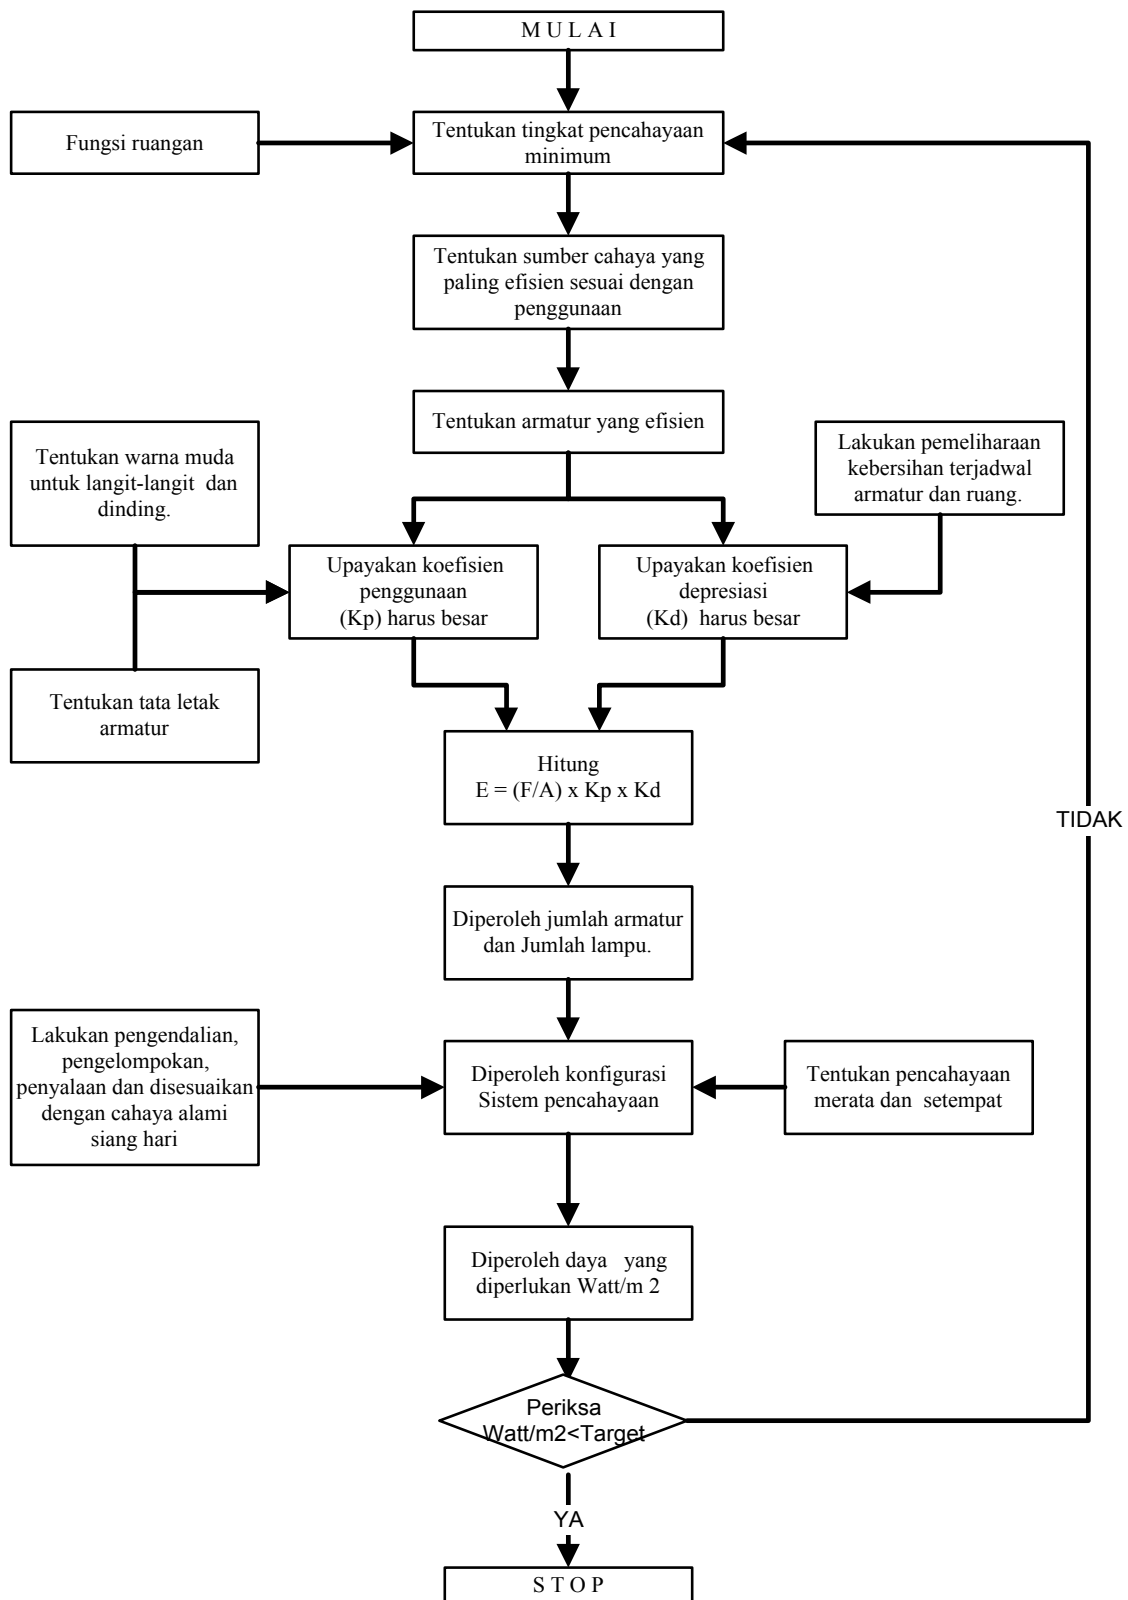 M U L A I
Fungsi ruangan
Tentukan tingkat pencahayaan
minimum
Tentukan sumber cahaya yang
paling efisien sesuai dengan
penggunaan
Tentukan armatur yang efisien
Tentukan warna muda
untuk langit-langit dan
dinding.
Lakukan pemeliharaan
kebersihan terjadwal
armatur dan ruang.
Upayakan koefisien
penggunaan
(Kp) harus besar
Upayakan koefisien
depresiasi
(Kd) harus besar
Tentukan tata letak
armatur
Hitung
E = (F/A) x Kp x Kd
TIDAK
Diperoleh jumlah armatur
dan Jumlah lampu.
Lakukan pengendalian,
pengelompokan,
penyalaan dan disesuaikan
dengan cahaya alami
siang hari
Diperoleh konfigurasi
Sistem pencahayaan
Tentukan pencahayaan
merata dan setempat
Diperoleh daya yang
diperlukan Watt/m 2
Periksa
Watt/m2<Target
YA
S T O P